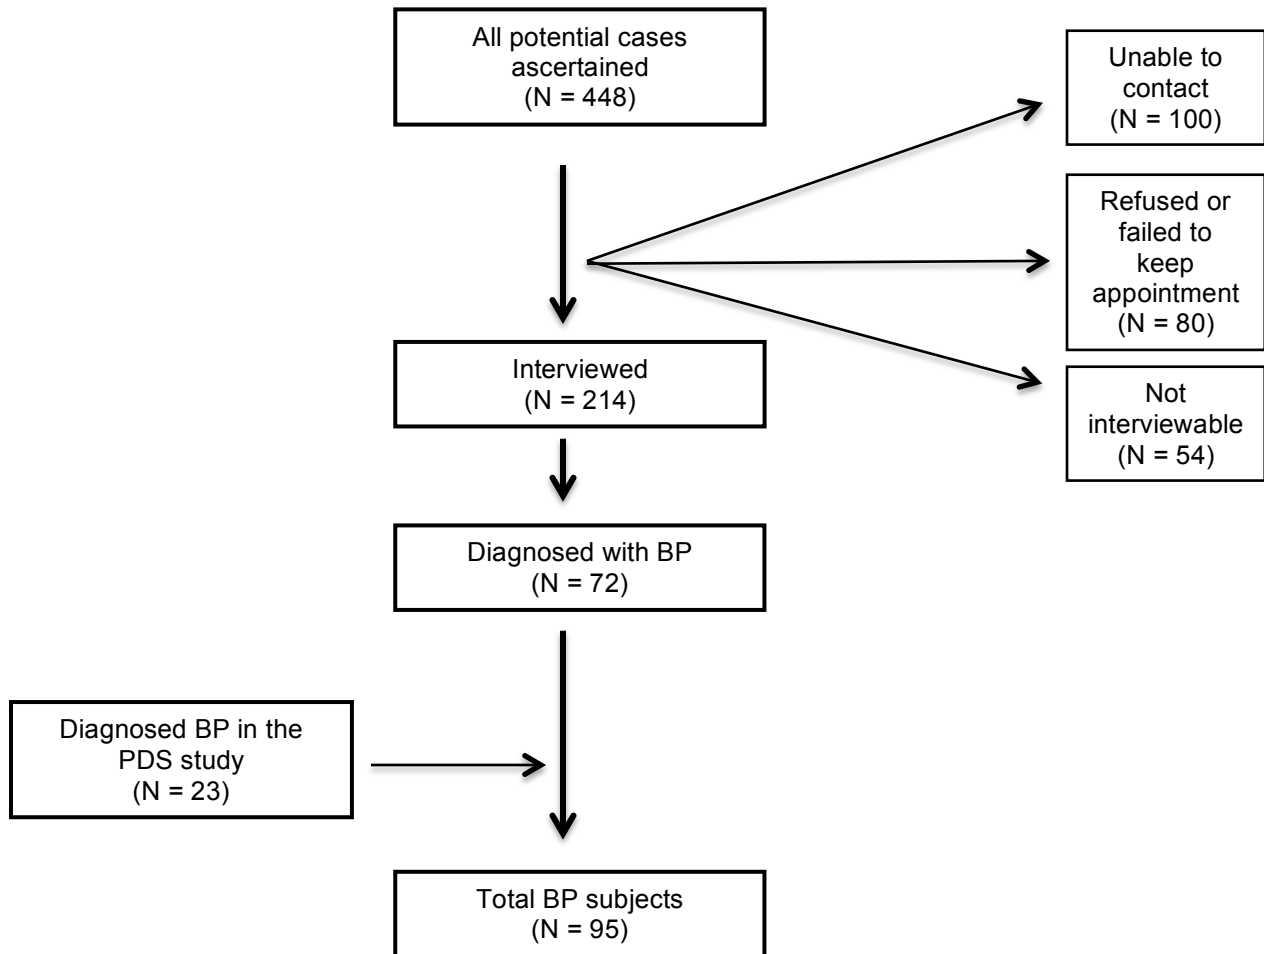 All potential cases
ascertained
(N = 448)
Unable to
contact
(N = 100)
Refused or
failed to
keep
appointment
(N = 80)
Not
interviewable
(N = 54)
Interviewed
(N = 214)
Diagnosed with BP
(N = 72)
Diagnosed BP in the
PDS study
(N = 23)
Total BP subjects
(N = 95)